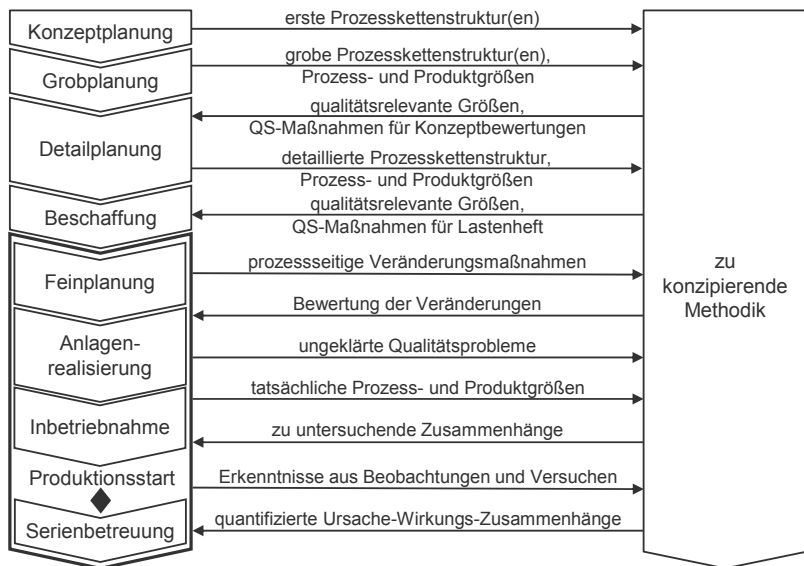 Konzeptplanung
erste Prozesskettenstruktur(en)
Grobplanung
grobe Prozesskettenstruktur(en),
Prozess- und Produktgrößen
qualitätsrelevante Größen,
QS-Maßnahmen für Konzeptbewertungen
Detailplanung
detaillierte Prozesskettenstruktur,
Prozess- und Produktgrößen
Beschaffung
qualitätsrelevante Größen,
QS-Maßnahmen für Lastenheft
Feinplanung
prozessseitige Veränderungsmaßnahmen
Bewertung der Veränderungen
Anlagen-
realisierung
ungeklärte Qualitätsprobleme
tatsächliche Prozess- und Produktgrößen
Inbetriebnahme
zu untersuchende Zusammenhänge
Produktionsstart
Erkenntnisse aus Beobachtungen und Versuchen
Serienbetreuung
quantifizierte Ursache-Wirkungs-Zusammenhänge
zu
konzipierende
Methodik